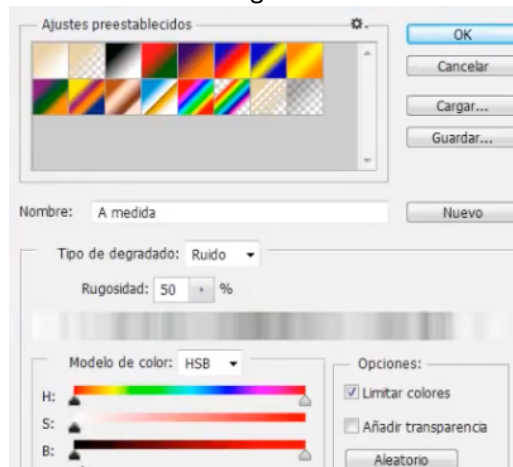 Ajustes preestablecidos
OK
Cancelar
Cargar...
Guardar...
Nombre: A medida
Nuevo
Tipo de degradado: Ruido
Rugosidad: 50 %
Modelo de color: HSB
Opciones:
H:
Limitar colores
S:
Añadir transparencia
B:
Aleatorio